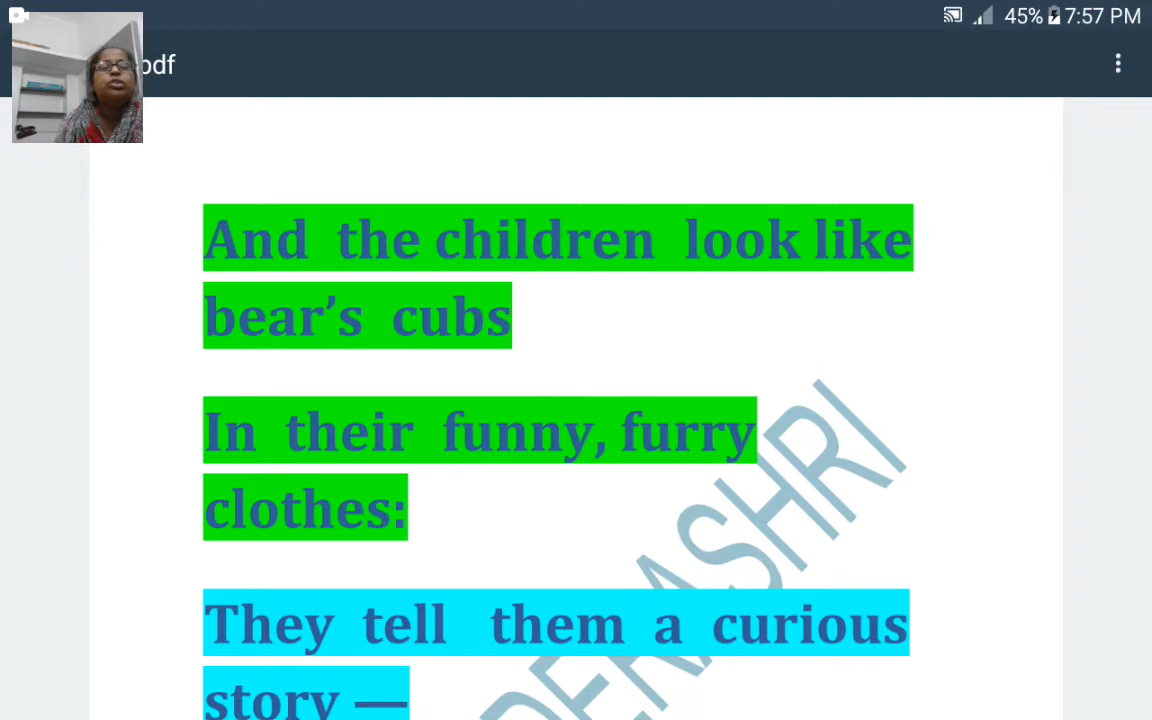 45% 7:57 PM
pdf
And the children look like
bear's cubs
In their funny, furry
clothes:
They tell them a curious
story —